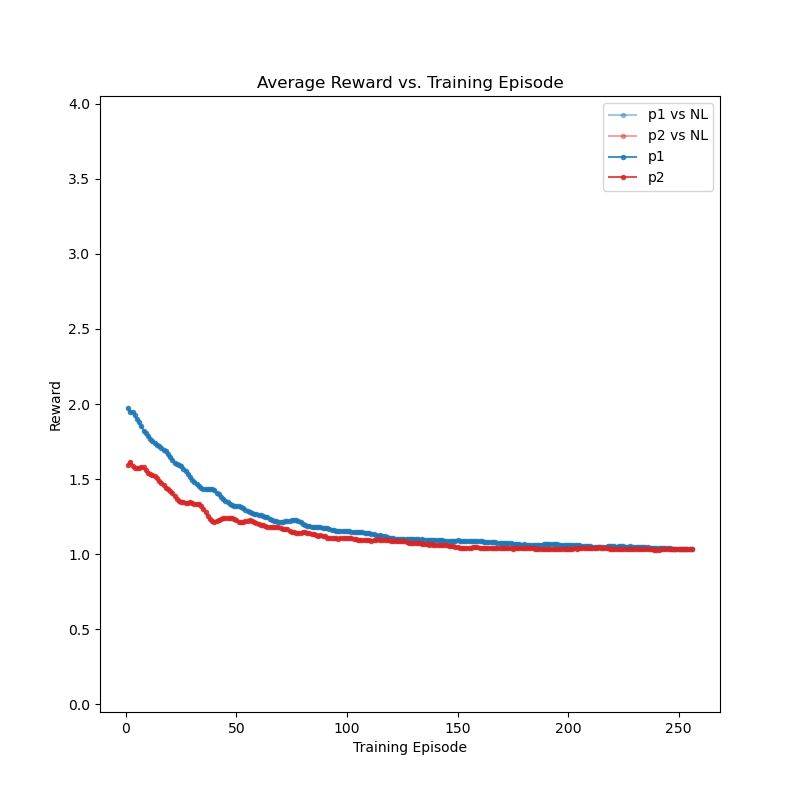 Average Reward vs. Training Episode
4.0
3.5
3.0
2.5
2.0
1.5
1.0
0.5
0.0
Reward
p1 vs NL
p2 vs NL
p1
p2
0 50 100 150 200 250
Training Episode